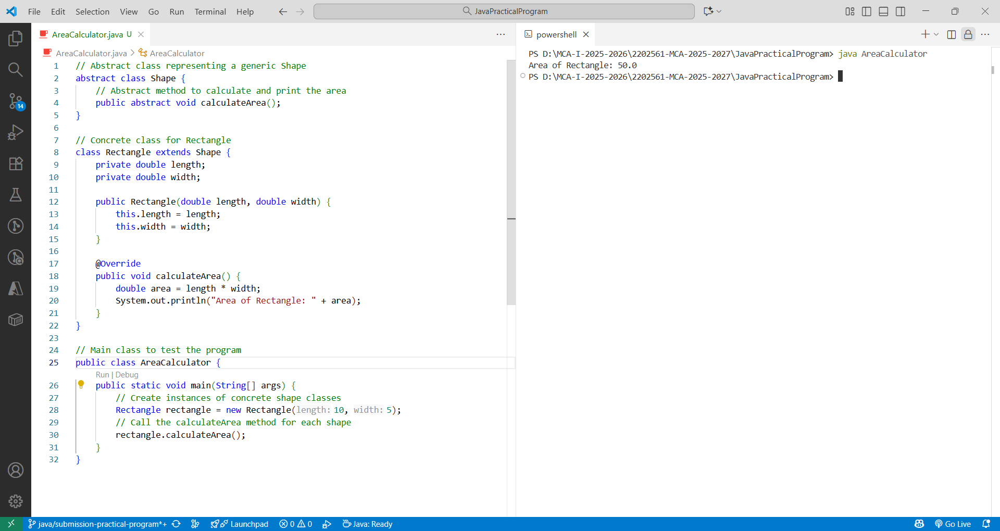 File Edit Selection View Go Run Terminal Help
JavaPracticalProgram
AreaCalculator.java U
AreaCalculator.java > AreaCalculator
1 // Abstract class representing a generic Shape
2 abstract class Shape {
3 // Abstract method to calculate and print the area
4 public abstract void calculateArea();
5 }
6
7 // Concrete class for Rectangle
8 class Rectangle extends Shape {
9 private double length;
10 private double width;
11
12 public Rectangle(double length, double width) {
13 this.length = length;
14 this.width = width;
15 }
16
17 @Override
18 public void calculateArea() {
19 double area = length * width;
20 System.out.println("Area of Rectangle: " + area);
21 }
22 }
23
24 // Main class to test the program
25 public class AreaCalculator {
Run | Debug
26 public static void main(String[] args) {
27 // Create instances of concrete shape classes
28 Rectangle rectangle = new Rectangle(length: 10, width: 5);
29 // Call the calculateArea method for each shape
30 rectangle.calculateArea();
31 }
32 }
powershell
PS D:\MCA-I-2025-2026\2202561-MCA-2025-2027\JavaPracticalProgram> java AreaCalculator
Area of Rectangle: 50.0
PS D:\MCA-I-2025-2026\2202561-MCA-2025-2027\JavaPracticalProgram>
14
java/submission-practical-program*+ Launchpad 0 0 Java: Ready Go Live